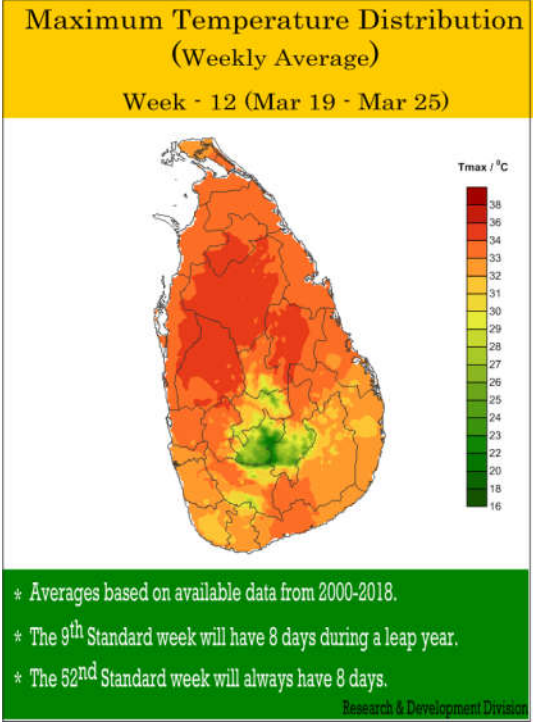 Maximum Temperature Distribution
(Weekly Average)
Week - 12 (Mar 19 - Mar 25)
Tmax / ⁰C
38
36
34
33
32
31
30
29
28
27
26
25
24
23
22
20
18
16
* Averages based on available data from 2000-2018.
* The 9th Standard week will have 8 days during a leap year.
* The 52nd Standard week will always have 8 days.
Research & Development Division